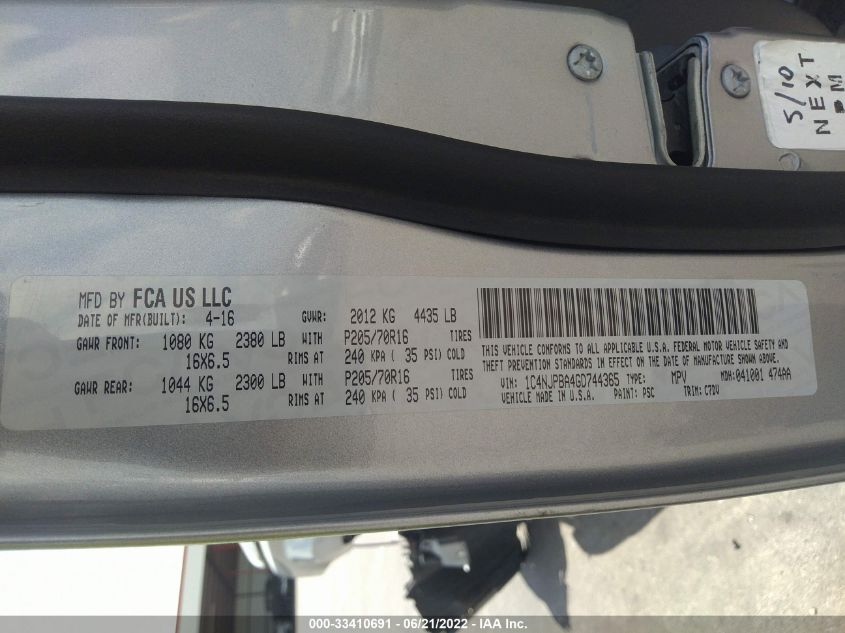 5/10
NEXT
MFD BY FCA US LLC
DATE OF MFR(BUILT): 4-16 GVWR: 2012 KG 4435 LB
GAWR FRONT: 1080 KG 2380 LB WITH P205/70R16 TIRES
16X6.5 RIMS AT 240 KPA ( 35 PSI) COLD
GAWR REAR: 1044 KG 2300 LB WITH P205/70R16 TIRES
16X6.5 RIMS AT 240 KPA ( 35 PSI) COLD
THIS VEHICLE CONFORMS TO ALL APPLICABLE U.S.A. FEDERAL MOTOR VEHICLE SAFETY AND
THEFT PREVENTION STANDARDS IN EFFECT ON THE DATE OF MANUFACTURE SHOWN ABOVE.
VIN: 1C4NJPBA4GD744365 TYPE: MPV MDH: 041001 474AA
VEHICLE MADE IN U.S.A. PAINT: PSC TRIM: C7DV
000-33410691 - 06/21/2022 - IAA Inc.